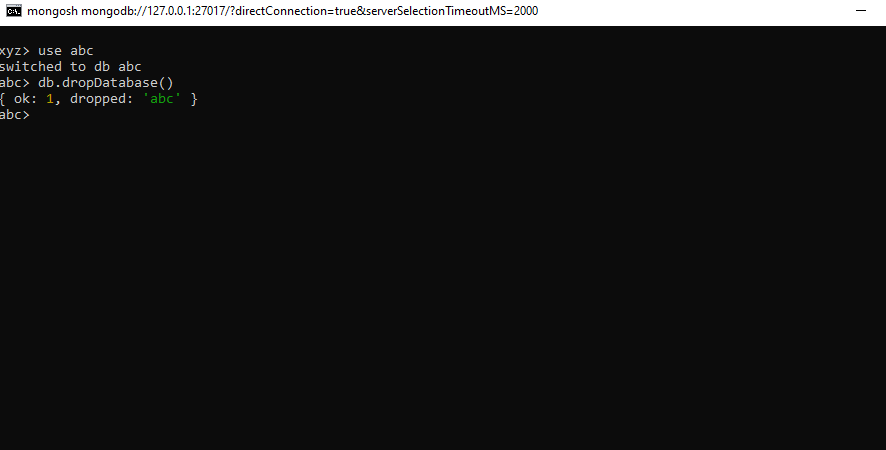 mongosh mongodb://127.0.0.1:27017/?directConnection=true&serverSelectionTimeoutMS=2000
xyz> use abc
switched to db abc
abc> db.dropDatabase()
{ ok: 1, dropped: 'abc' }
abc>